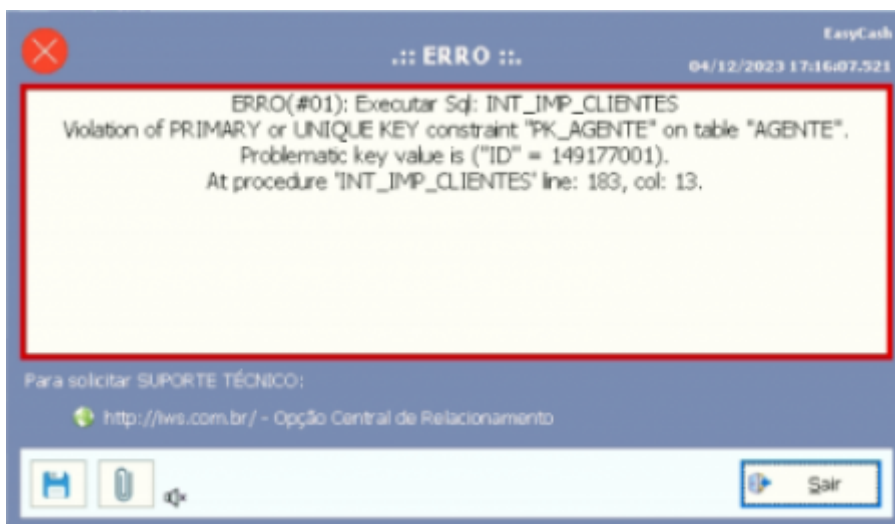 EasyCash
.:: ERRO ::.
04/12/2023 17:16:07.521
ERRO(#01): Executar Sql: INT_IMP_CLIENTES
Violation of PRIMARY or UNIQUE KEY constraint "PK_AGENTE" on table "AGENTE".
Problematic key value is ("ID" = 149177001).
At procedure 'INT_IMP_CLIENTES' line: 183, col: 13.
Para solicitar SUPORTE TÉCNICO:
http://iws.com.br/ - Opção Central de Relacionamento
Sair